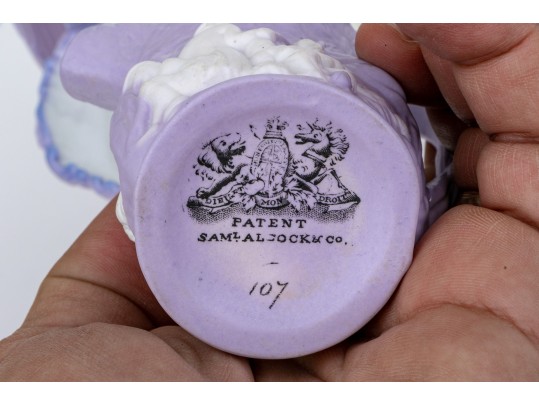 DIEU ET MON DROIT
PATENT
SAML ALCOCK & CO.
107